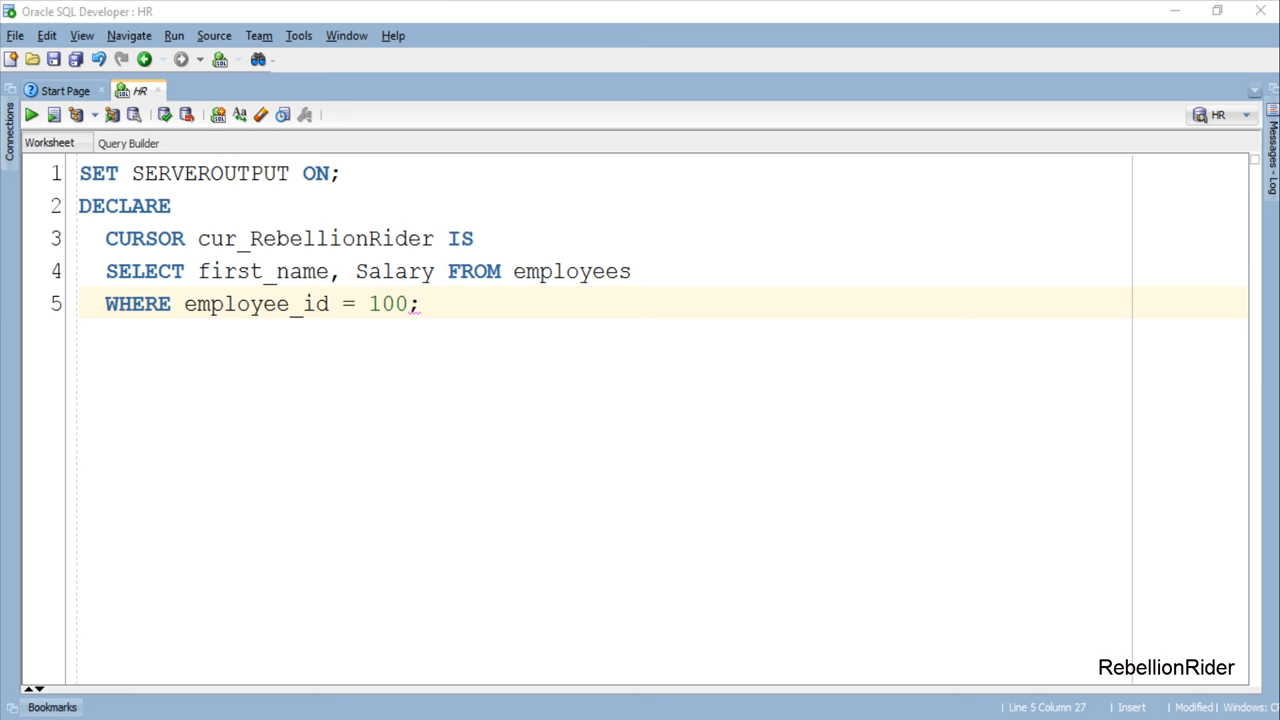 Oracle SQL Developer : HR
File Edit View Navigate Run Source Team Tools Window Help
Start Page HR
HR
Worksheet Query Builder
Connections
Messages - Log
1 SET SERVEROUTPUT ON;
2 DECLARE
3 CURSOR cur_RebellionRider IS
4 SELECT first_name, Salary FROM employees
5 WHERE employee_id = 100;
RebellionRider
Bookmarks
Line 5 Column 27 | Insert | Modified | Windows: C